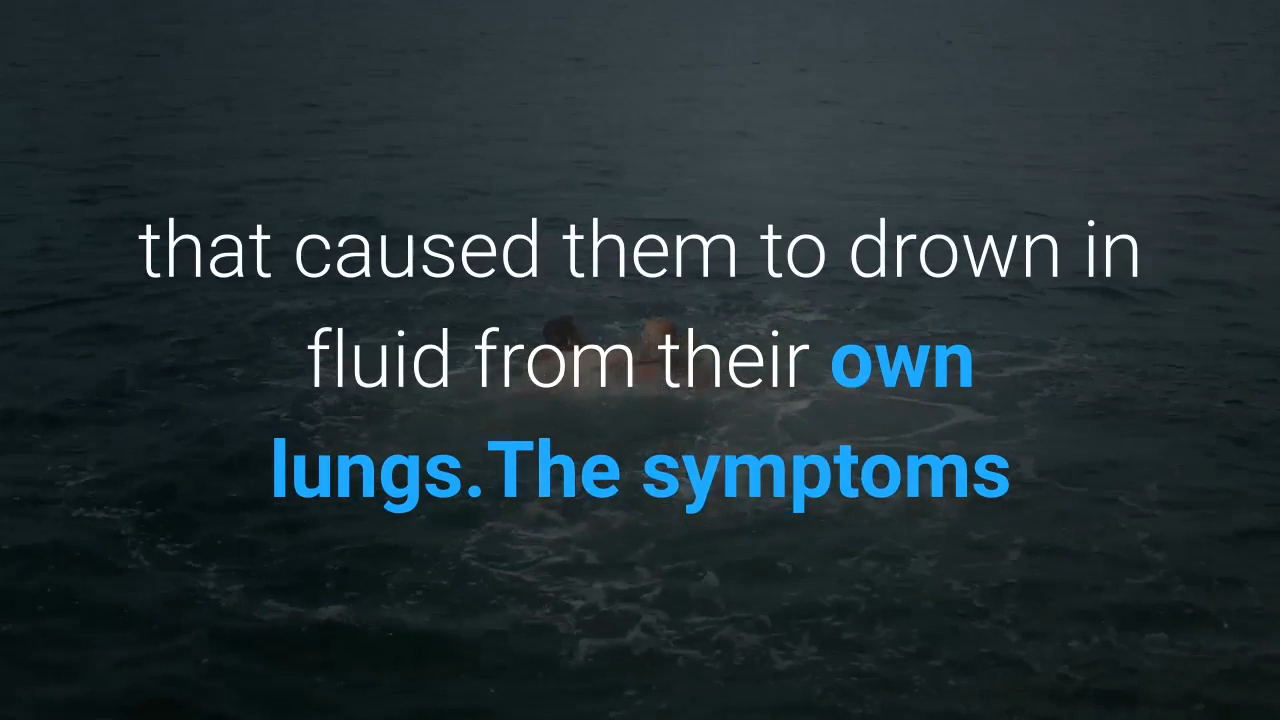 that caused them to drown in
fluid from their own
lungs.The symptoms